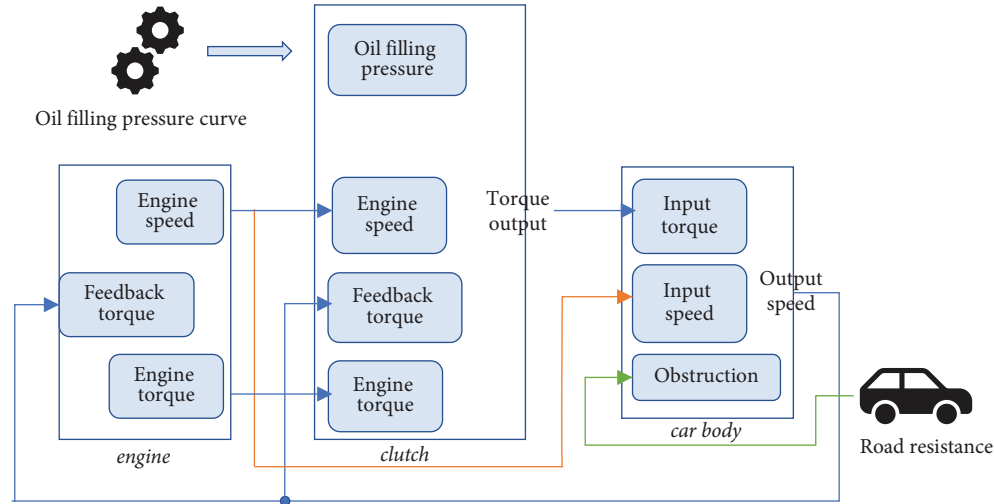 Oil filling
pressure
Oil filling pressure curve
Engine
speed
Feedback
torque
Engine
torque
engine
Engine
speed
Feedback
torque
Engine
torque
clutch
Torque
output
Input
torque
Input
speed
Obstruction
car body
Output
speed
Road resistance